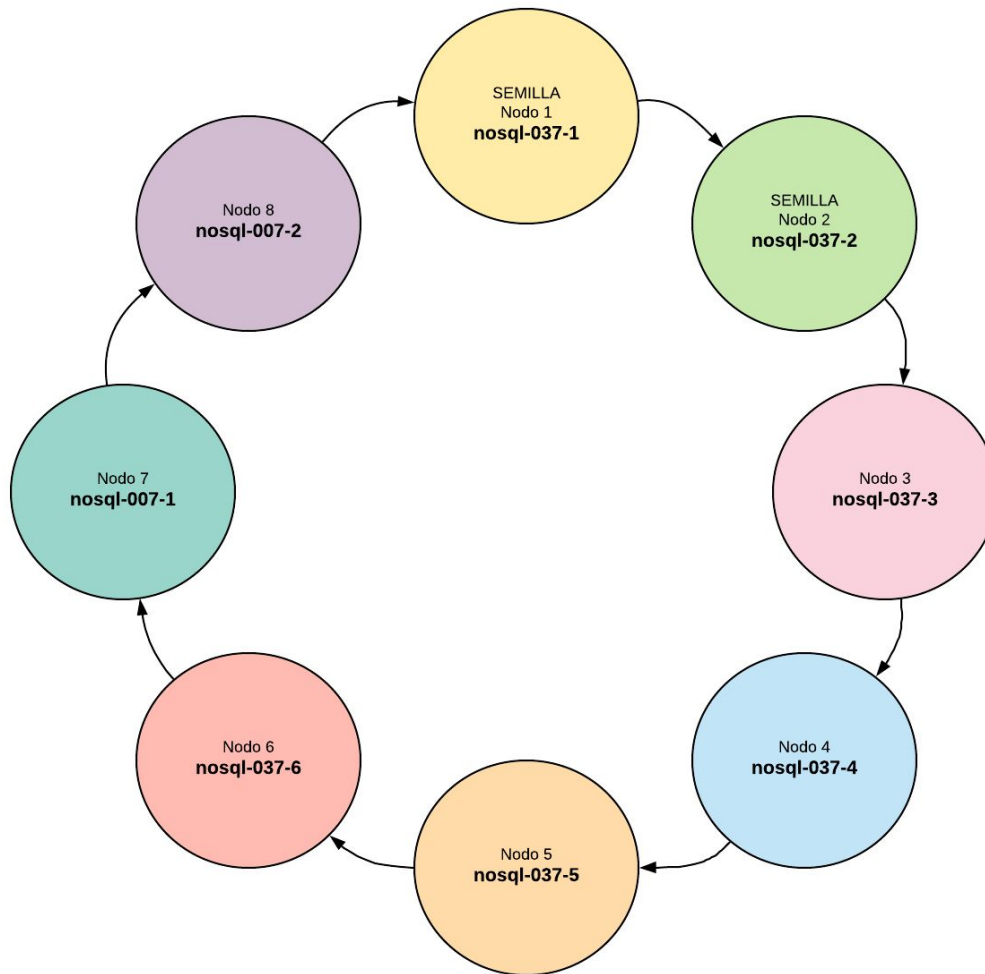 SEMILLA
Nodo 1
nosql-037-1
SEMILLA
Nodo 2
nosql-037-2
Nodo 3
nosql-037-3
Nodo 4
nosql-037-4
Nodo 5
nosql-037-5
Nodo 6
nosql-037-6
Nodo 7
nosql-007-1
Nodo 8
nosql-007-2